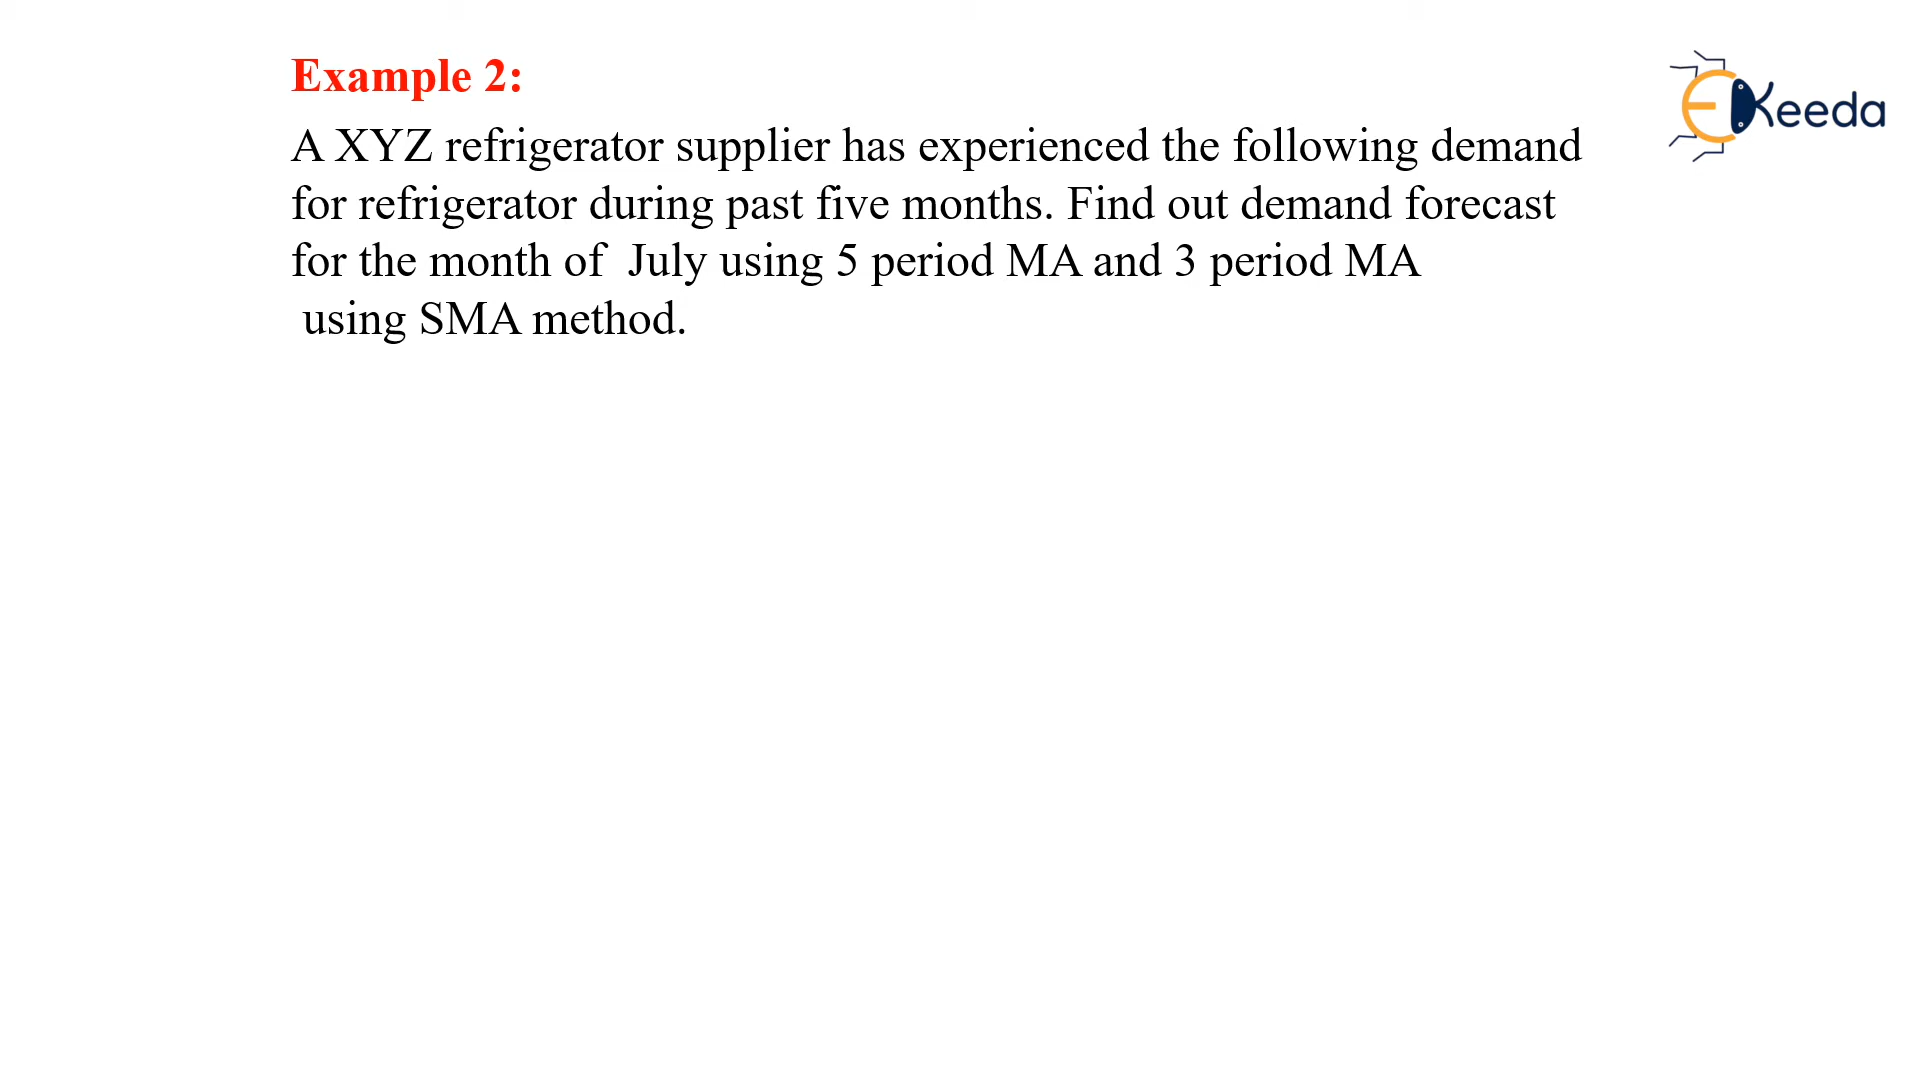 Example 2:
A XYZ refrigerator supplier has experienced the following demand
for refrigerator during past five months. Find out demand forecast
for the month of July using 5 period MA and 3 period MA
using SMA method.
EKeeda